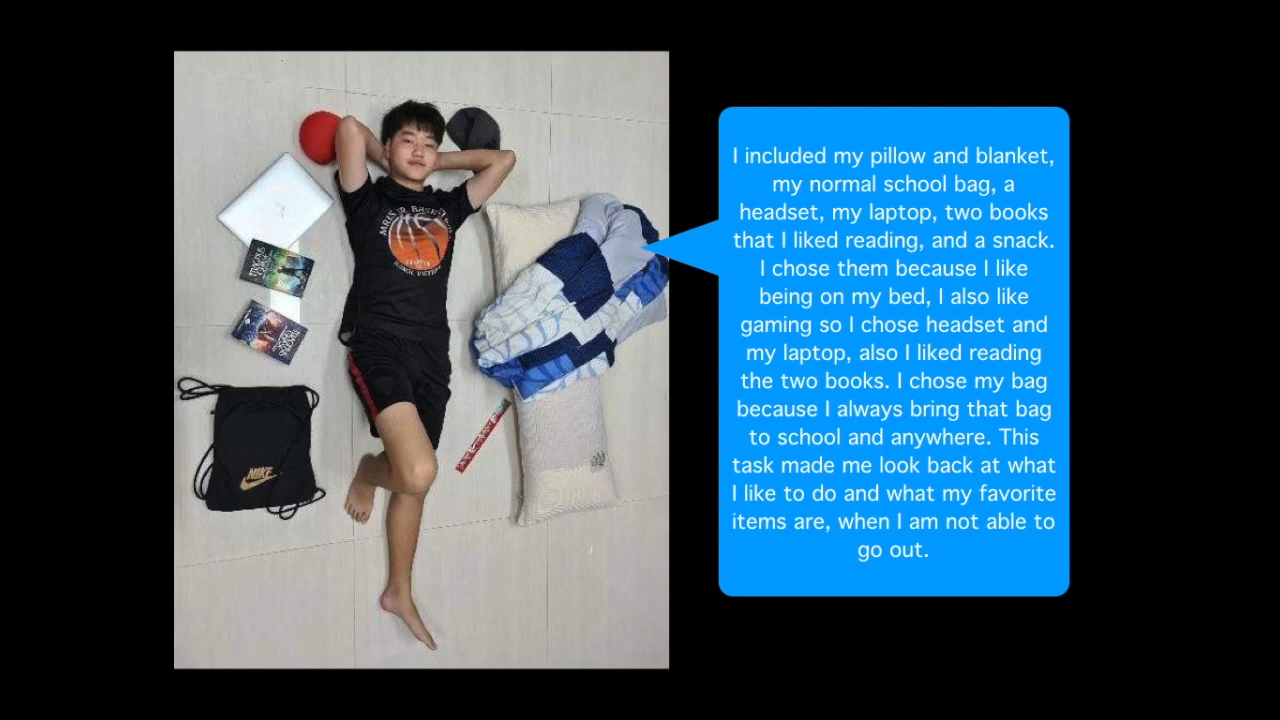 I included my pillow and blanket,
my normal school bag, a
headset, my laptop, two books
that I liked reading, and a snack.
I chose them because I like
being on my bed, I also like
gaming so I chose headset and
my laptop, also I liked reading
the two books. I chose my bag
because I always bring that bag
to school and anywhere. This
task made me look back at what
I like to do and what my favorite
items are, when I am not able to
go out.
NIKE